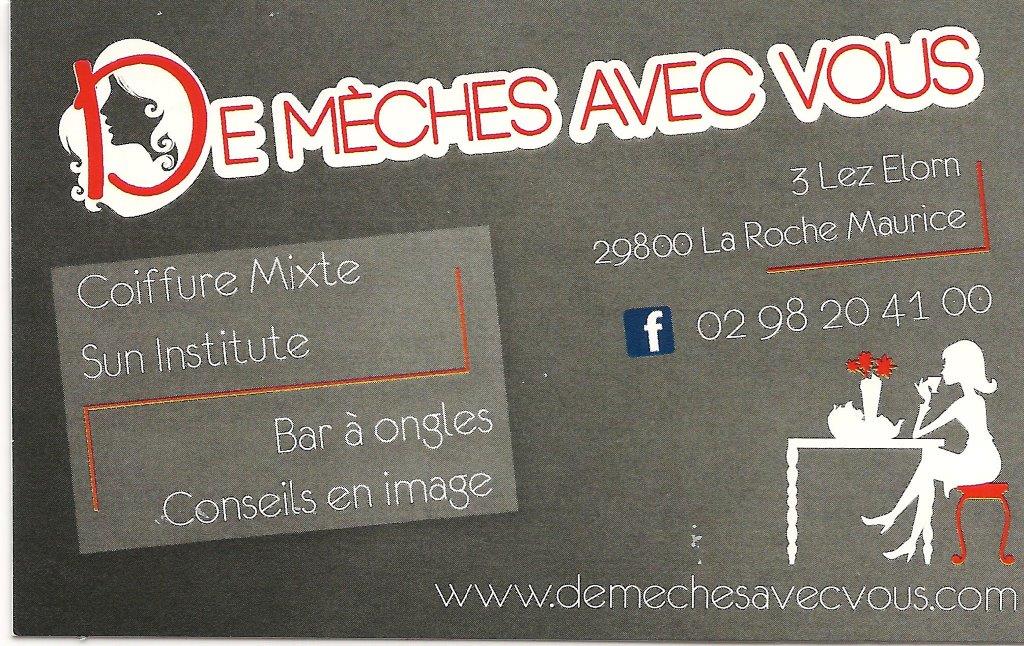 DE MÈCHES AVEC VOUS
3 Lez Elorn
29800 La Roche Maurice
f 02 98 20 41 00
Coiffure Mixte
Sun Institute
Bar à ongles
Conseils en image
www.demechesavecvous.com